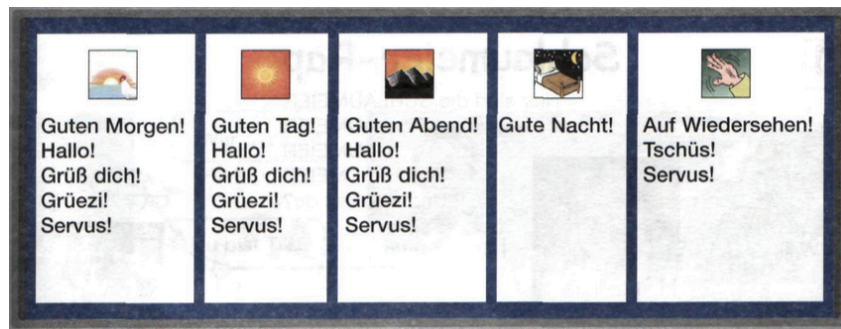 Guten Morgen!
Hallo!
Grüß dich!
Grüezi!
Servus!
Guten Tag!
Hallo!
Grüß dich!
Grüezi!
Servus!
Guten Abend!
Hallo!
Grüß dich!
Grüezi!
Servus!
Gute Nacht!
Auf Wiedersehen!
Tschüs!
Servus!